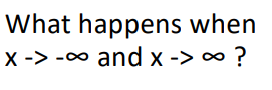 What happens when
x -> -∞ and x -> ∞ ?